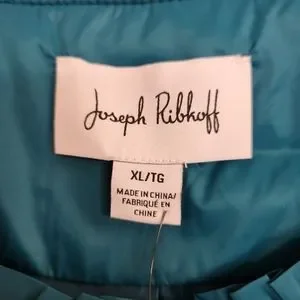 Joseph Ribkoff
XL/TG
MADE IN CHINA/
FABRIQUÉ EN
CHINE